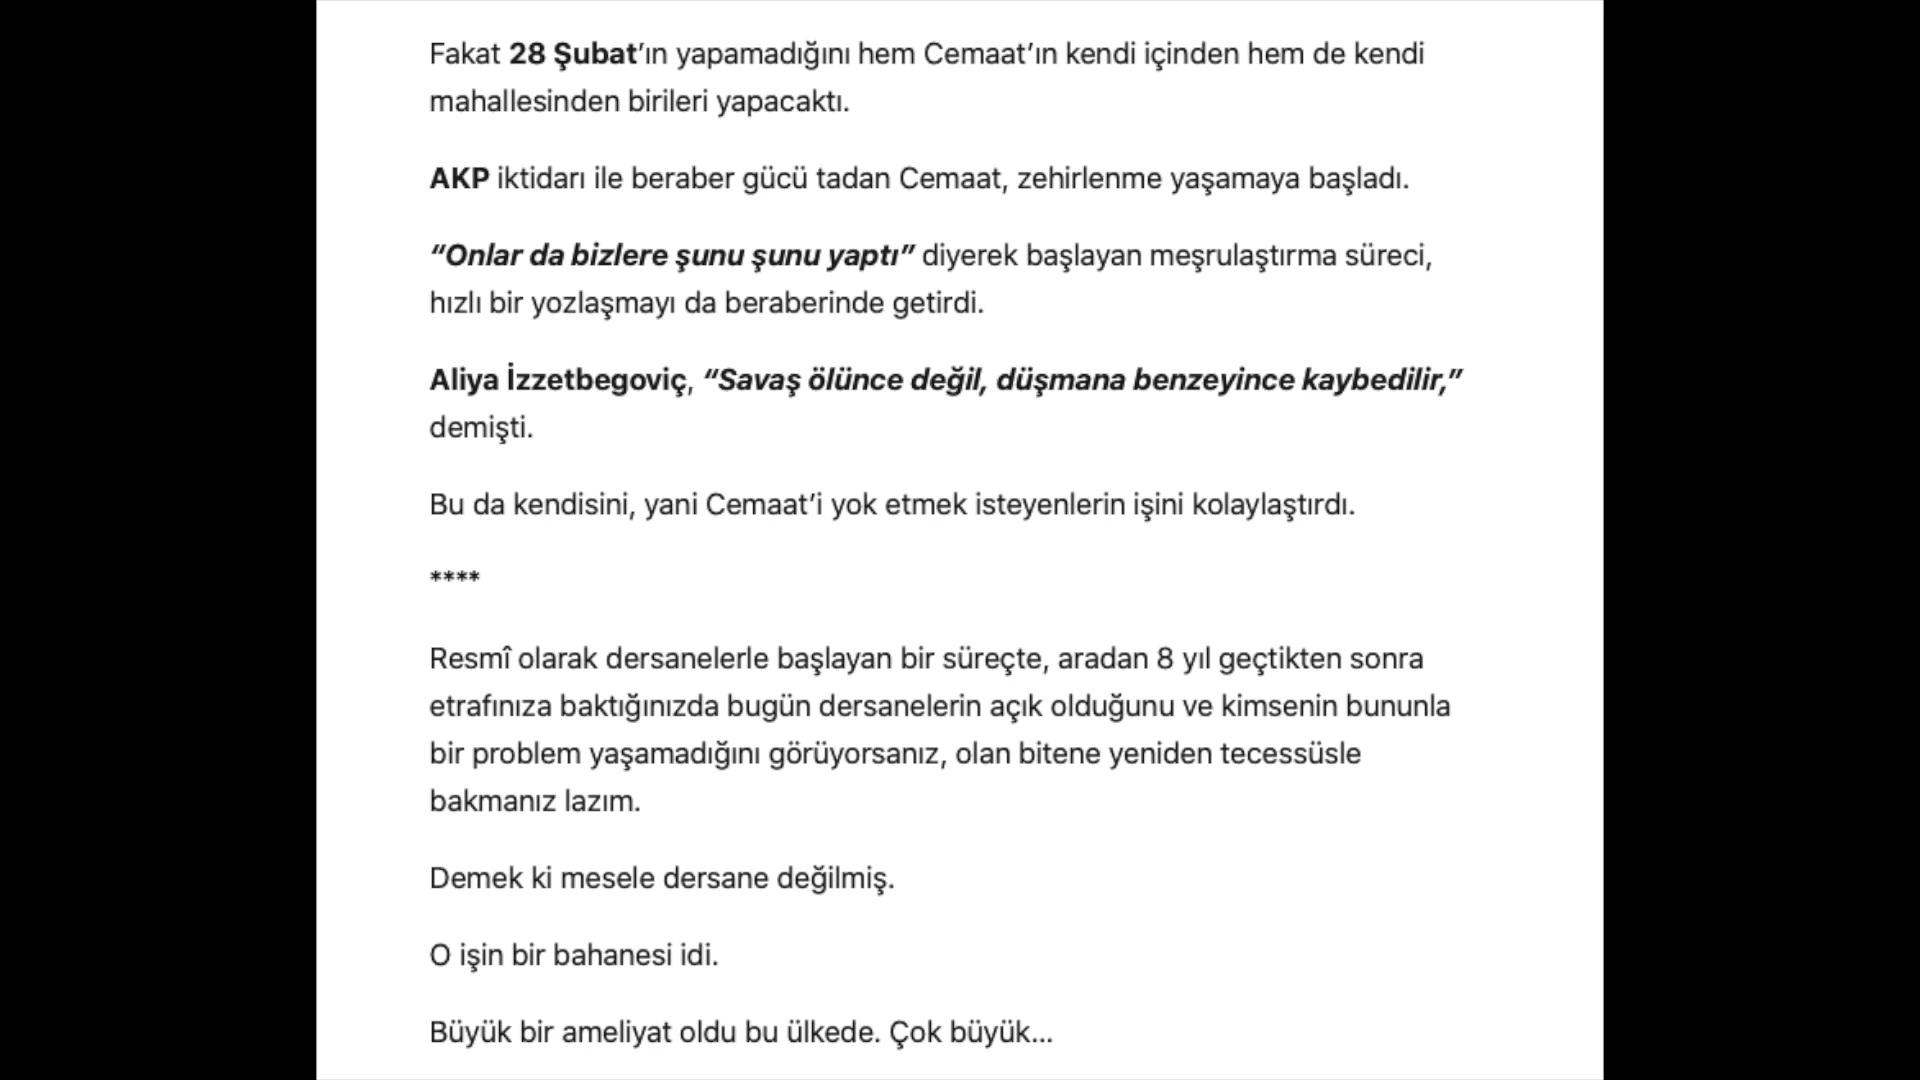 Fakat 28 Şubat’ın yapamadığını hem Cemaat’ın kendi içinden hem de kendi
mahallesinden birileri yapacaktı.
AKP iktidarı ile beraber gücü tadan Cemaat, zehirlenme yaşamaya başladı.
“Onlar da bizlere şunu şunu yaptı” diyerek başlayan meşrulaştırma süreci,
hızlı bir yozlaşmayı da beraberinde getirdi.
Aliya İzzetbegoviç, “Savaş ölünce değil, düşmana benzeyince kaybedilir,”
demişti.
Bu da kendisini, yani Cemaat’i yok etmek isteyenlerin işini kolaylaştırdı.
****
Resmî olarak dersanelerle başlayan bir süreçte, aradan 8 yıl geçtikten sonra
etrafınıza baktığınızda bugün dersanelerin açık olduğunu ve kimsenin bununla
bir problem yaşamadığını görüyorsanız, olan bitene yeniden tecessüsle
bakmanız lazım.
Demek ki mesele dersane değilmiş.
O işin bir bahanesi idi.
Büyük bir ameliyat oldu bu ülkede. Çok büyük…